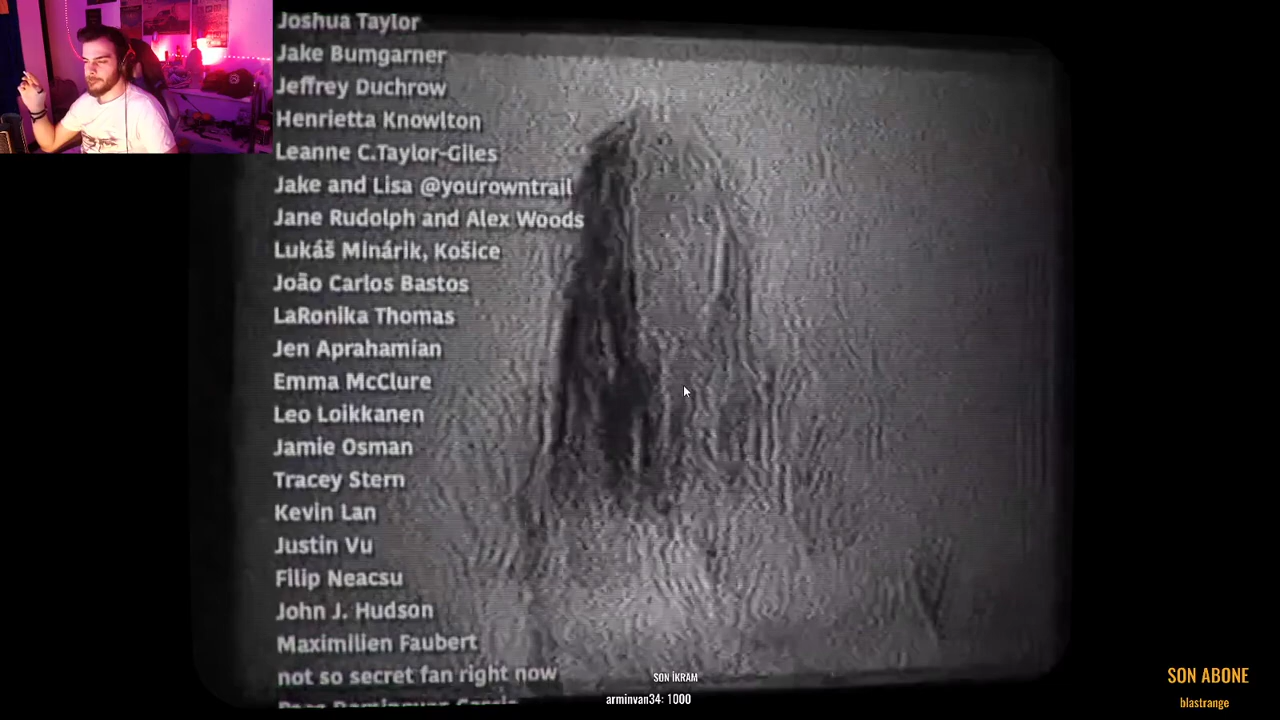 Joshua Taylor
Jake Bumgarner
Jeffrey Duchrow
Henrietta Knowlton
Leanne C.Taylor-Giles
Jake and Lisa @yourowntrail
Jane Rudolph and Alex Woods
Lukáš Minárik, Košice
João Carlos Bastos
LaRonika Thomas
Jen Aprahamian
Emma McClure
Leo Loikkanen
Jamie Osman
Tracey Stern
Kevin Lan
Justin Vu
Filip Neacsu
John J. Hudson
Maximilien Faubert
not so secret fan right now
SON İKRAM
arminvan34: 1000
SON ABONE
blastrange